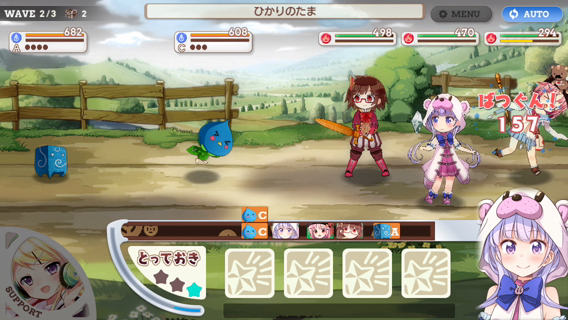 WAVE 2/3 2
ひかりのたま
MENU
AUTO
682
A
608
C
498
470
294
ばつぐん!
157
C
C
A
とっておき
SUPPORT